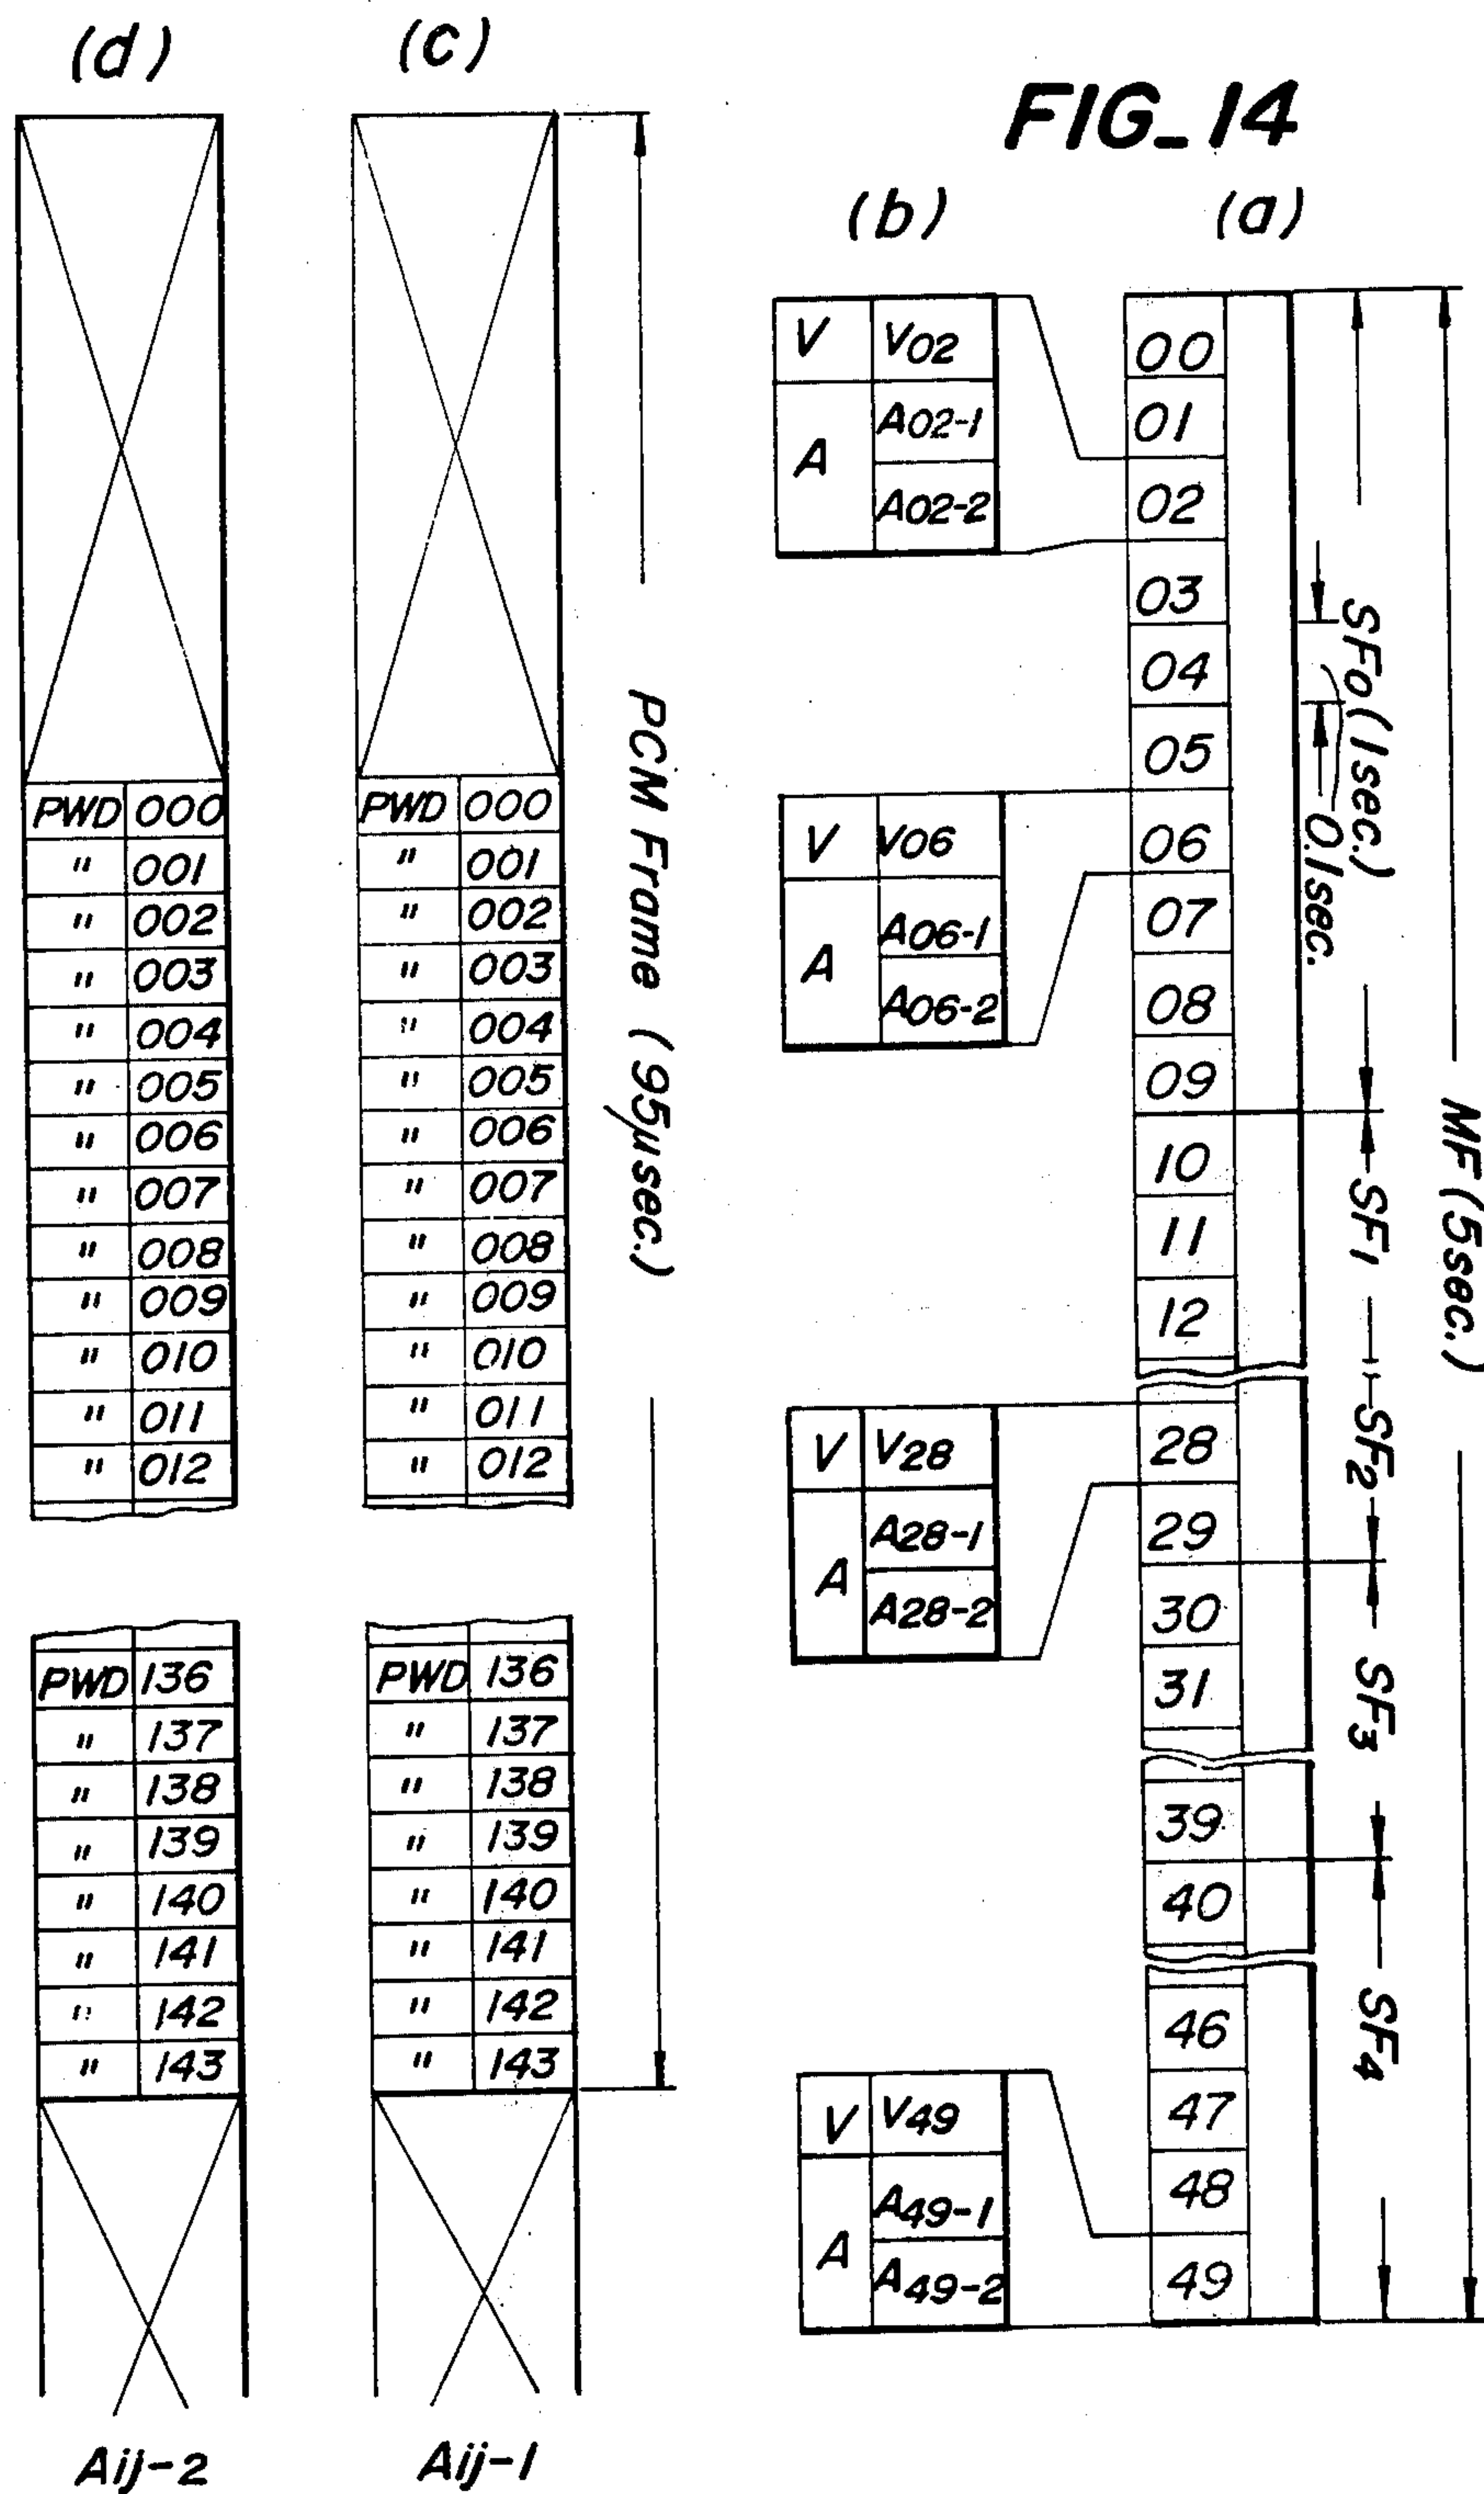 FIG_14
(a)
(b)
(c)
(d)
00
01
02
03
04
05
06
07
08
09
10
11
12
28
29
30
31
39
40
46
47
48
49
MF (5sec.)
SF0 (1sec.)
0.1sec.
SF1
SF2
SF3
SF4
V V02
A A02-1
A02-2
V V06
A A06-1
A06-2
V V28
A A28-1
A28-2
V V49
A A49-1
A49-2
PCM Frame (95μsec.)
PWD 000
" 001
" 002
" 003
" 004
" 005
" 006
" 007
" 008
" 009
" 010
" 011
" 012
PWD 136
" 137
" 138
" 139
" 140
" 141
" 142
" 143
Aij-1
PWD 000
" 001
" 002
" 003
" 004
" 005
" 006
" 007
" 008
" 009
" 010
" 011
" 012
PWD 136
" 137
" 138
" 139
" 140
" 141
" 142
" 143
Aij-2